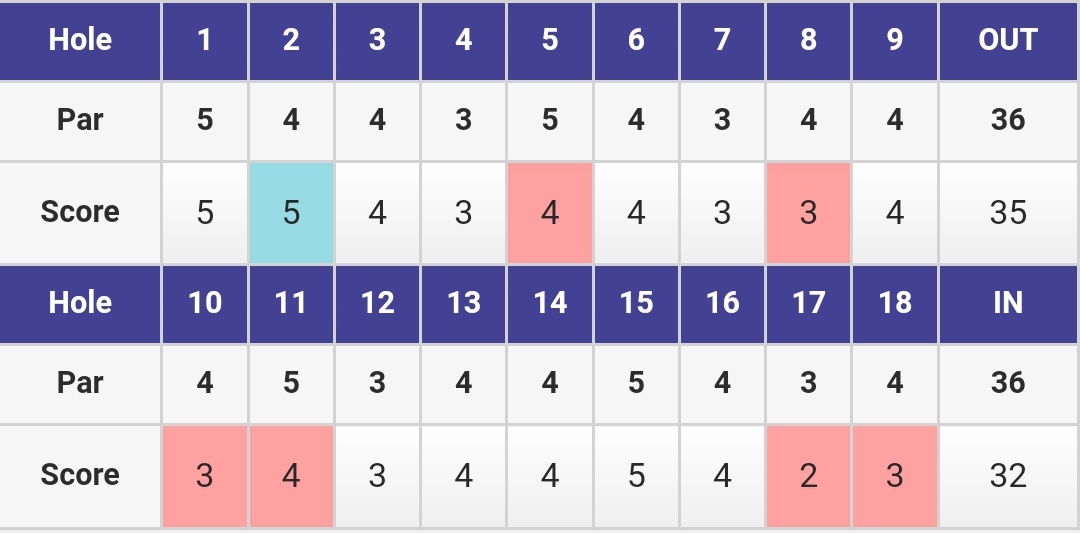 Hole 1 2 3 4 5 6 7 8 9 OUT
Par 5 4 4 3 5 4 3 4 4 36
Score 5 5 4 3 4 4 3 3 4 35
Hole 10 11 12 13 14 15 16 17 18 IN
Par 4 5 3 4 4 5 4 3 4 36
Score 3 4 3 4 4 5 4 2 3 32